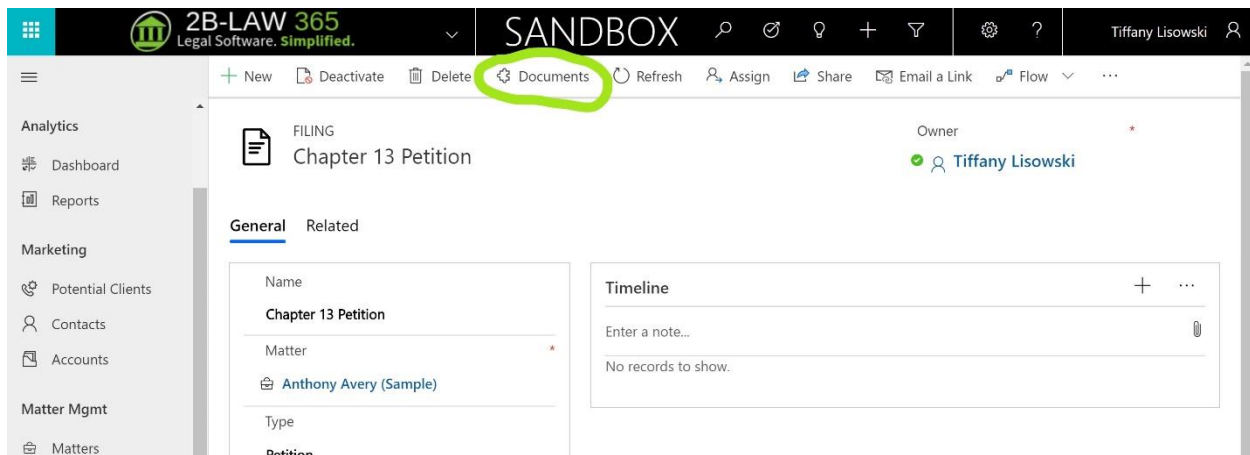 2B-LAW 365
Legal Software. Simplified.
SANDBOX
?
Tiffany Lisowski
New
Deactivate
Delete
Documents
Refresh
Assign
Share
Email a Link
Flow
...
Analytics
Dashboard
Reports
Marketing
Potential Clients
Contacts
Accounts
Matter Mgmt
Matters
FILING
Chapter 13 Petition
Owner
*
Tiffany Lisowski
General Related
Name
Chapter 13 Petition
Matter *
Anthony Avery (Sample)
Type
Petition
Timeline
...
Enter a note...
No records to show.